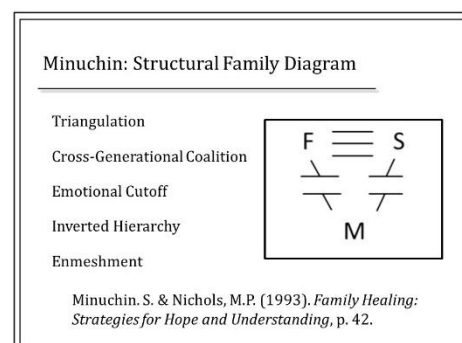 Minuchin: Structural Family Diagram
Triangulation
Cross-Generational Coalition
Emotional Cutoff
Inverted Hierarchy
Enmeshment
F S
M
Minuchin. S. & Nichols, M.P. (1993). Family Healing:
Strategies for Hope and Understanding, p. 42.